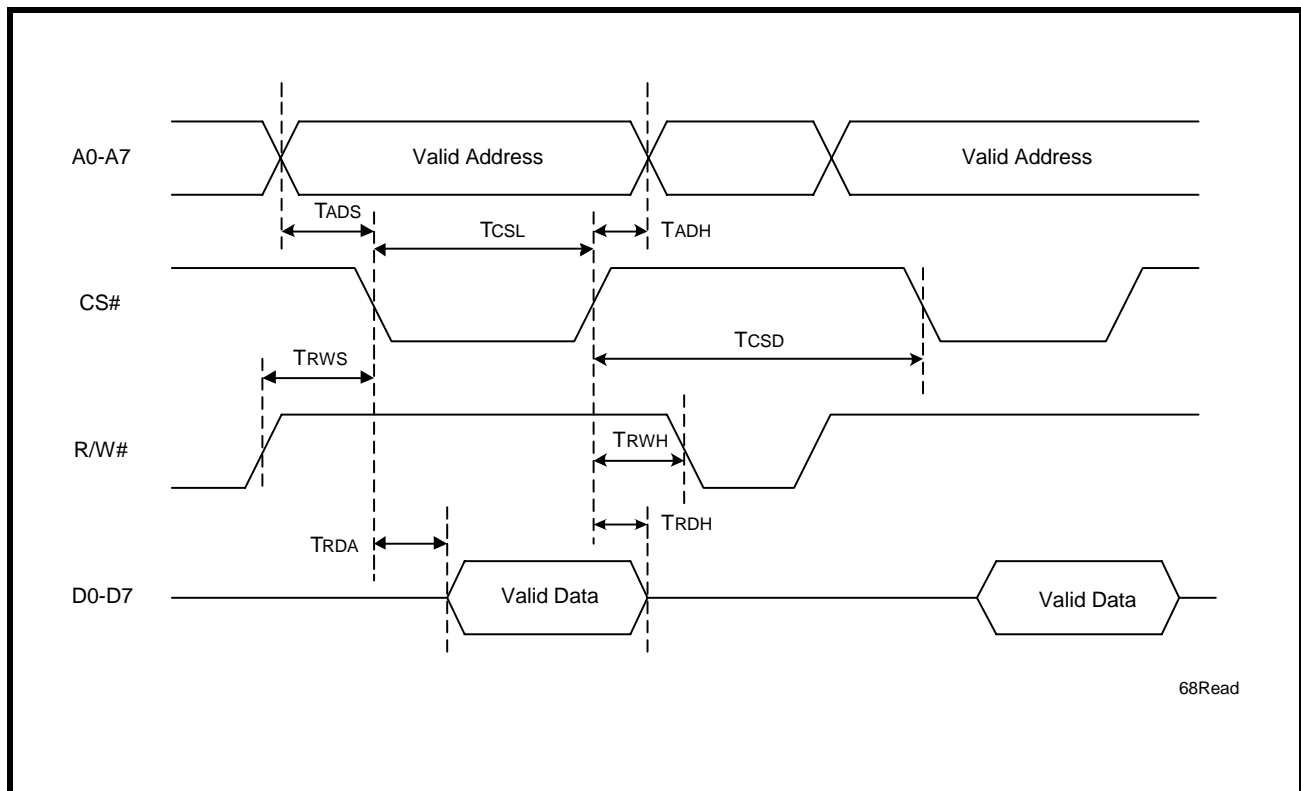 A0-A7
Valid Address
Valid Address
TADS
TCSL
TADH
CS#
TCSD
TRWS
R/W#
TRWH
TRDH
TRDA
D0-D7
Valid Data
Valid Data
68Read